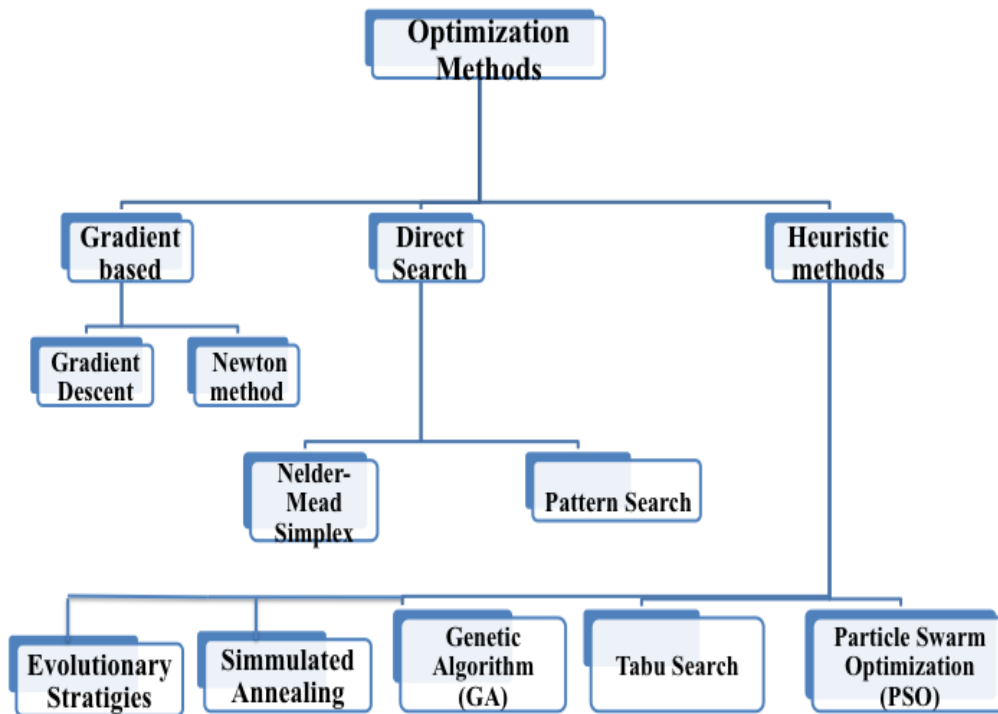 Optimization
Methods
Gradient
based
Direct
Search
Heuristic
methods
Gradient
Descent
Newton
method
Nelder-
Mead
Simplex
Pattern Search
Evolutionary
Stratigies
Simmulated
Annealing
Genetic
Algorithm
(GA)
Tabu Search
Particle Swarm
Optimization
(PSO)